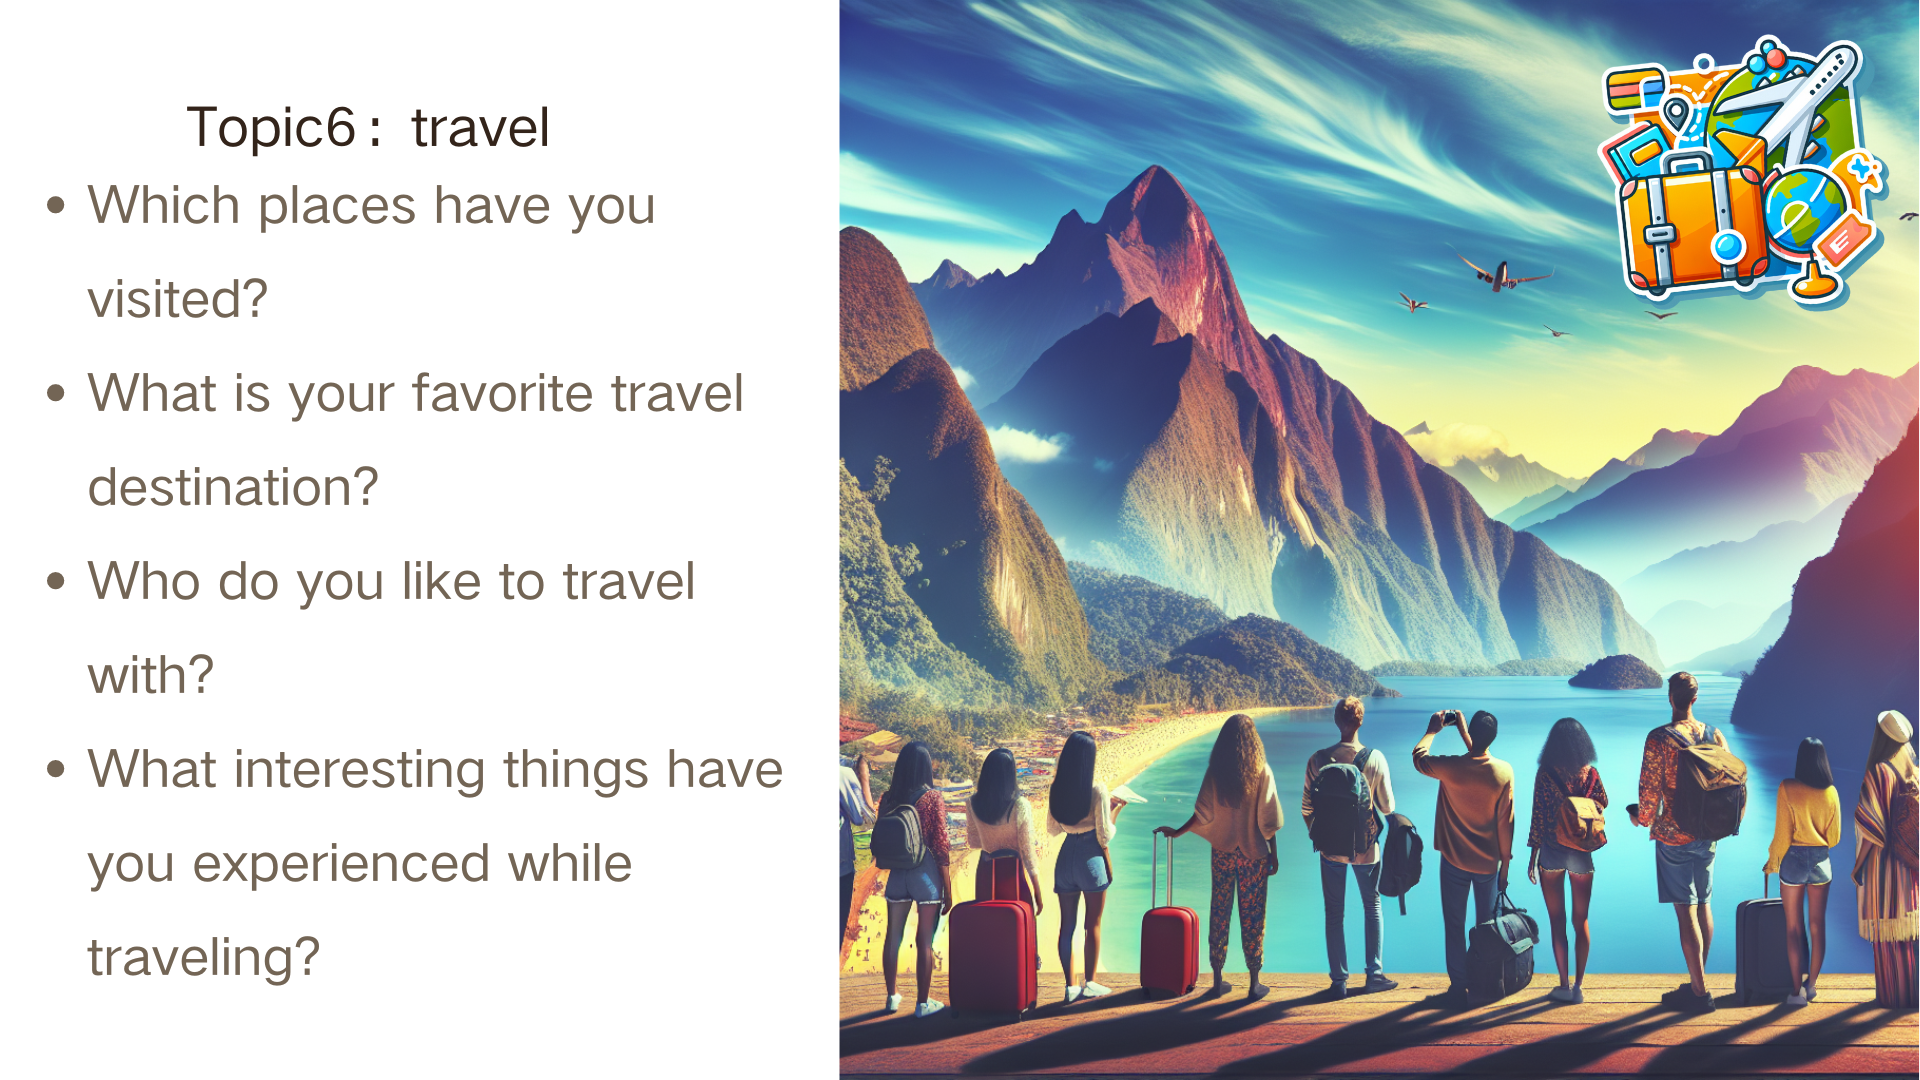 Topic6：travel
• Which places have you
visited?
• What is your favorite travel
destination?
• Who do you like to travel
with?
• What interesting things have
you experienced while
traveling?